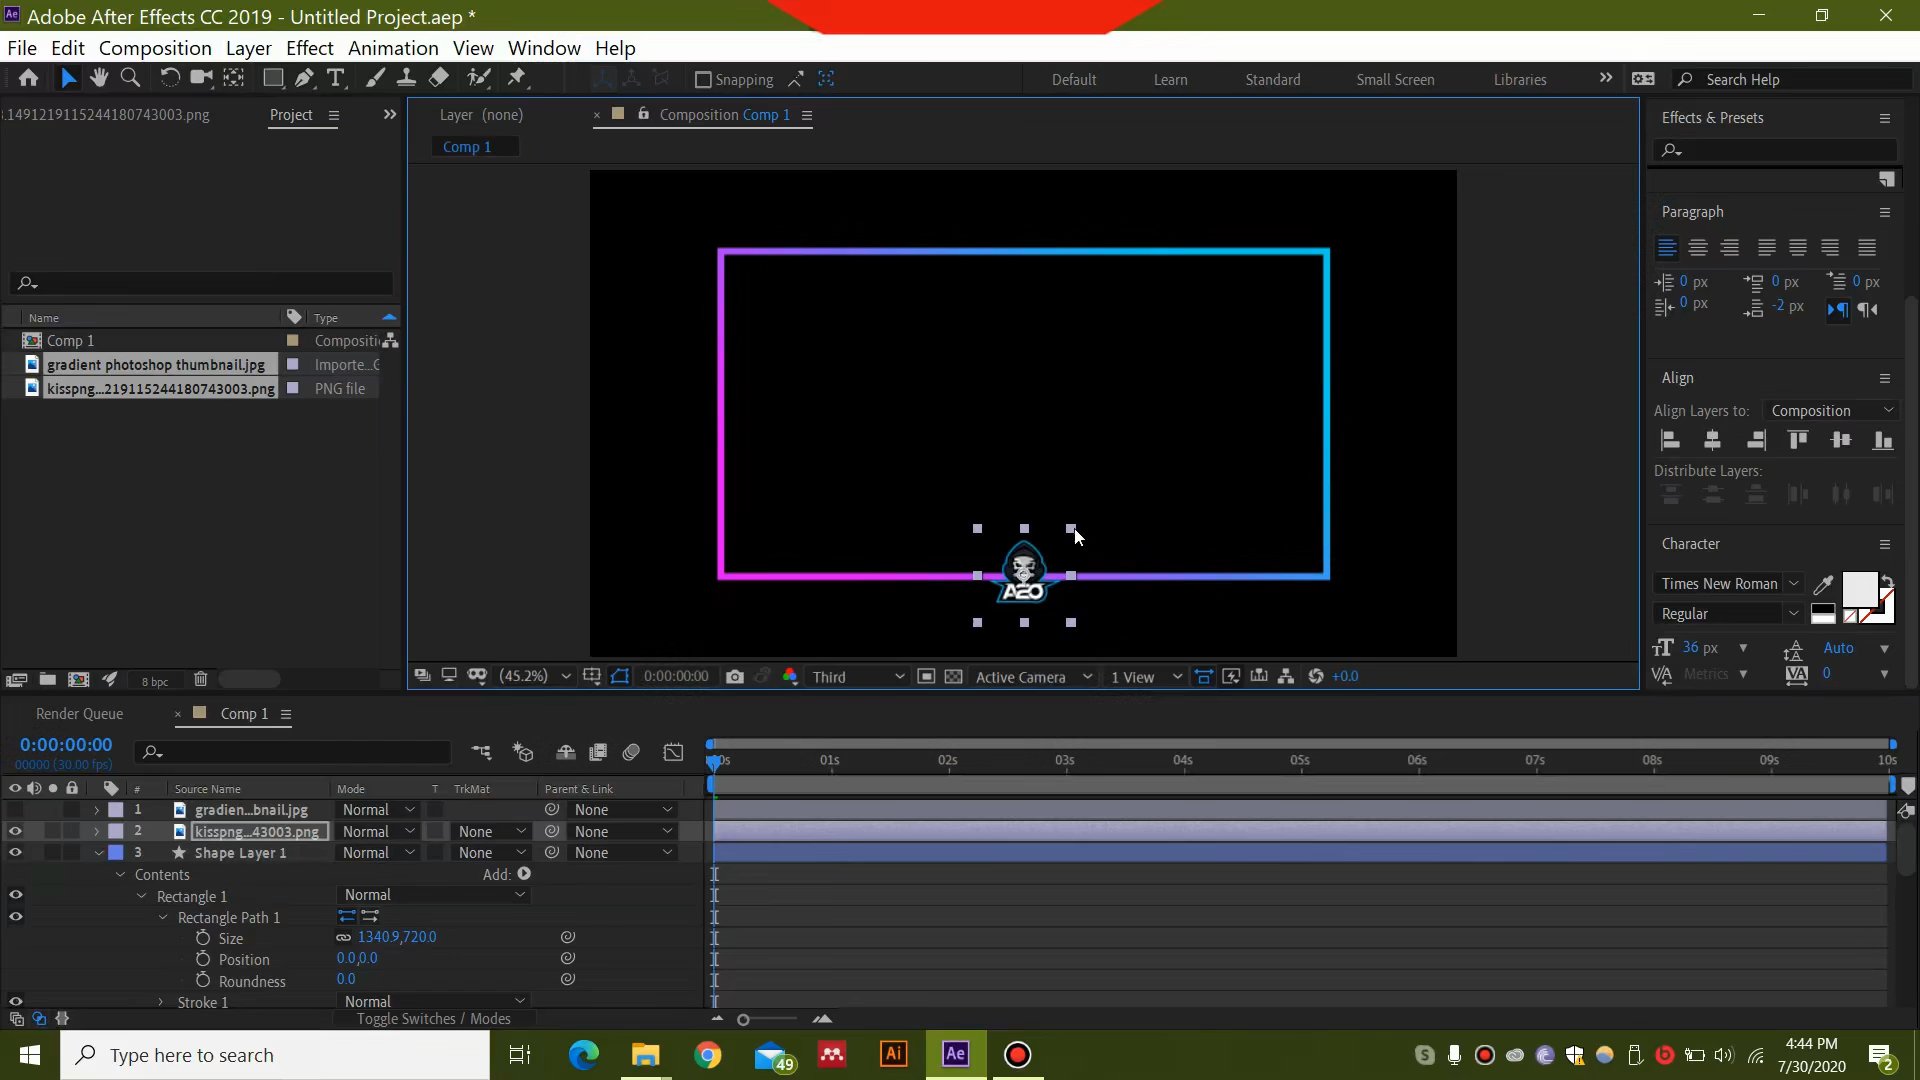 Adobe After Effects CC 2019 - Untitled Project.aep *
File Edit Composition Layer Effect Animation View Window Help
Snapping Default Learn Standard Small Screen Libraries Search Help
.1491219115244180743003.png Project
Layer (none) Composition Comp 1
Comp 1
Effects & Presets
Paragraph
0 px 0 px 0 px
0 px -2 px
Name Type
Comp 1 Compositi
gradient photoshop thumbnail.jpg Importe...G
kisspng...219115244180743003.png PNG file
Align
Align Layers to: Composition
Distribute Layers:
Character
Times New Roman
Regular
36 px Auto
Metrics 0
A2O
8 bpc
(45.2%) 0:00:00:00 Third Active Camera 1 View +0.0
Render Queue Comp 1
0:00:00:00
00000 (30.00 fps)
0s 01s 02s 03s 04s 05s 06s 07s 08s 09s 10s
# Source Name Mode T TrkMat Parent & Link
1 gradien...bnail.jpg Normal None
2 kisspng...43003.png Normal None None
3 Shape Layer 1 Normal None None
Contents Add:
Rectangle 1 Normal
Rectangle Path 1
Size 1340.9,720.0
Position 0.0,0.0
Roundness 0.0
Stroke 1 Normal
Toggle Switches / Modes
Type here to search
49
Ai
Ae
4:44 PM
7/30/2020
2